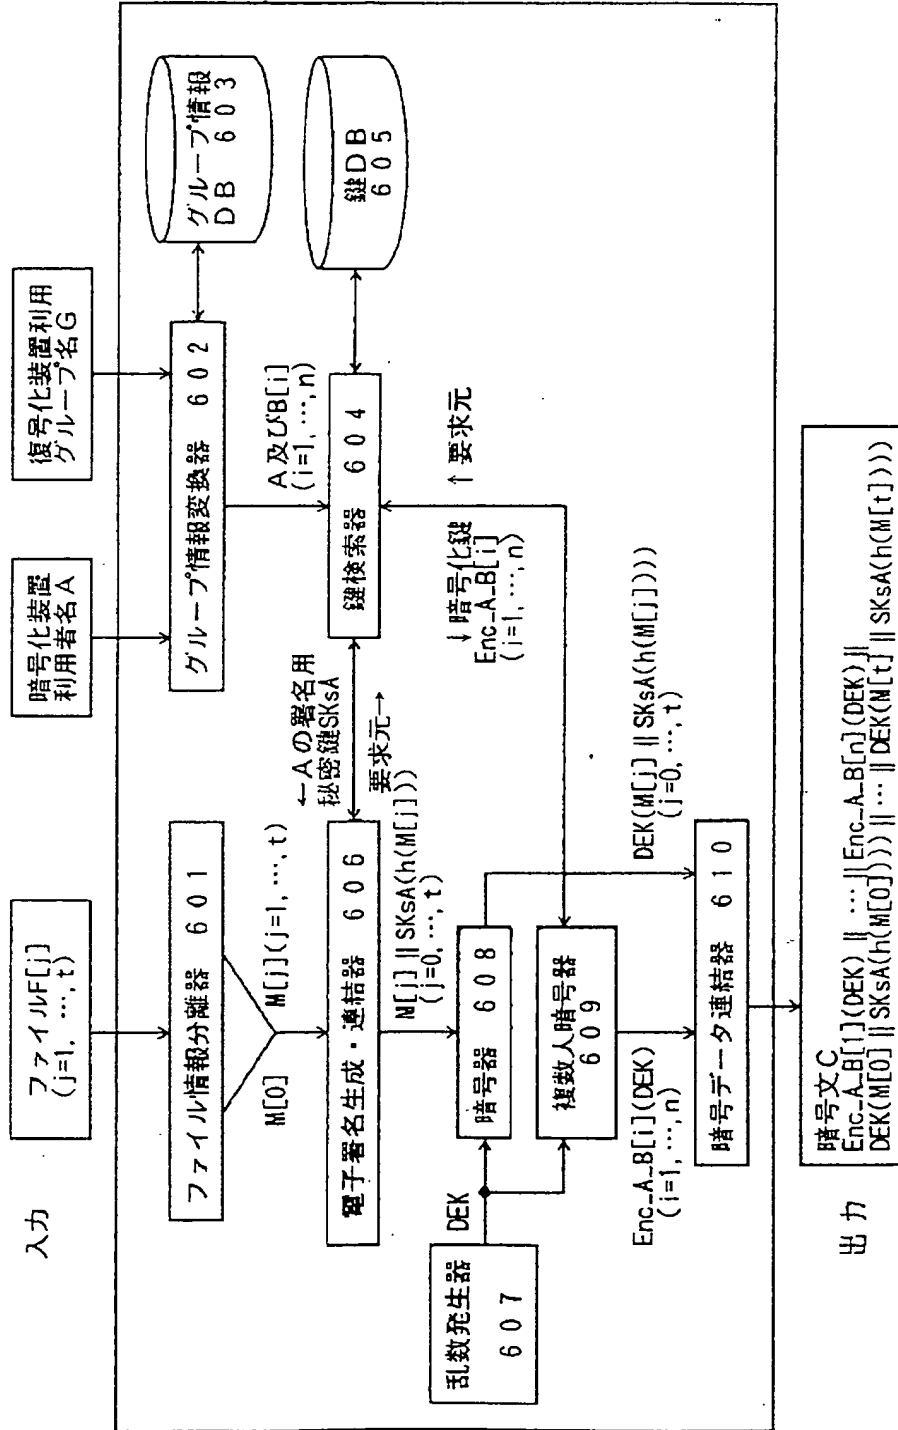 入力
ファイルF[j]
(j=1, …, t)
暗号化装置
利用者名A
復号化装置利用
グループ名G
ファイル情報分離器 601
グループ情報変換器 602
グループ情報
DB 603
M[0]
M[j](j=1, …, t)
A及びB[i]
(i=1, …, n)
電子署名生成・連結器 606
←Aの署名用
秘密鍵SKsA
要求元→
鍵検索器 604
鍵DB
605
M[j] || SKsA(h(M[j]))
(j=0, …, t)
↓暗号化鍵
Enc_A_B[i]
(i=1, …, n)
↑要求元
乱数発生器
607
DEK
暗号器 608
複数人暗号器
609
DEK(M[j] || SKsA(h(M[j])))
(j=0, …, t)
Enc_A_B[i](DEK)
(i=1, …, n)
暗号データ連結器 610
出力
暗号文C
Enc_A_B[1](DEK) || … || Enc_A_B[n](DEK) ||
DEK(M[0] || SKsA(h(M[0]))) || … || DEK(M[t] || SKsA(h(M[t])))